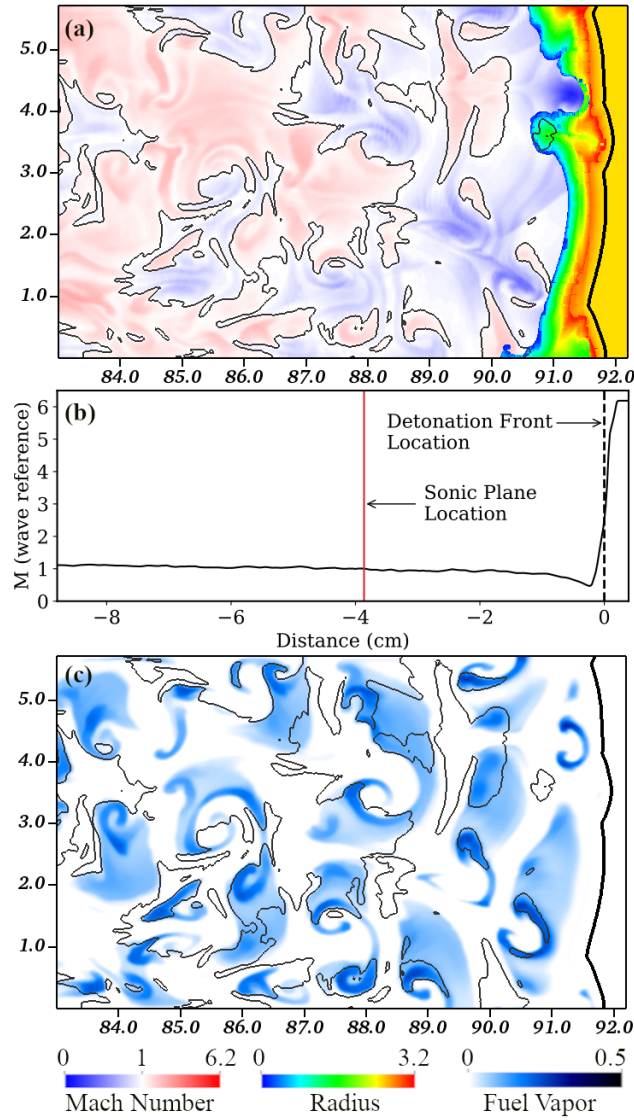 (a)
5.0
4.0
3.0
2.0
1.0
84.0 85.0 86.0 87.0 88.0 89.0 90.0 91.0 92.0
(b)
6
5
4
3
2
1
0
M (wave reference)
Detonation Front
Location
Sonic Plane
Location
−8 −6 −4 −2 0
Distance (cm)
(c)
5.0
4.0
3.0
2.0
1.0
84.0 85.0 86.0 87.0 88.0 89.0 90.0 91.0 92.0
0 1 6.2 0 3.2 0 0.5
Mach Number Radius Fuel Vapor